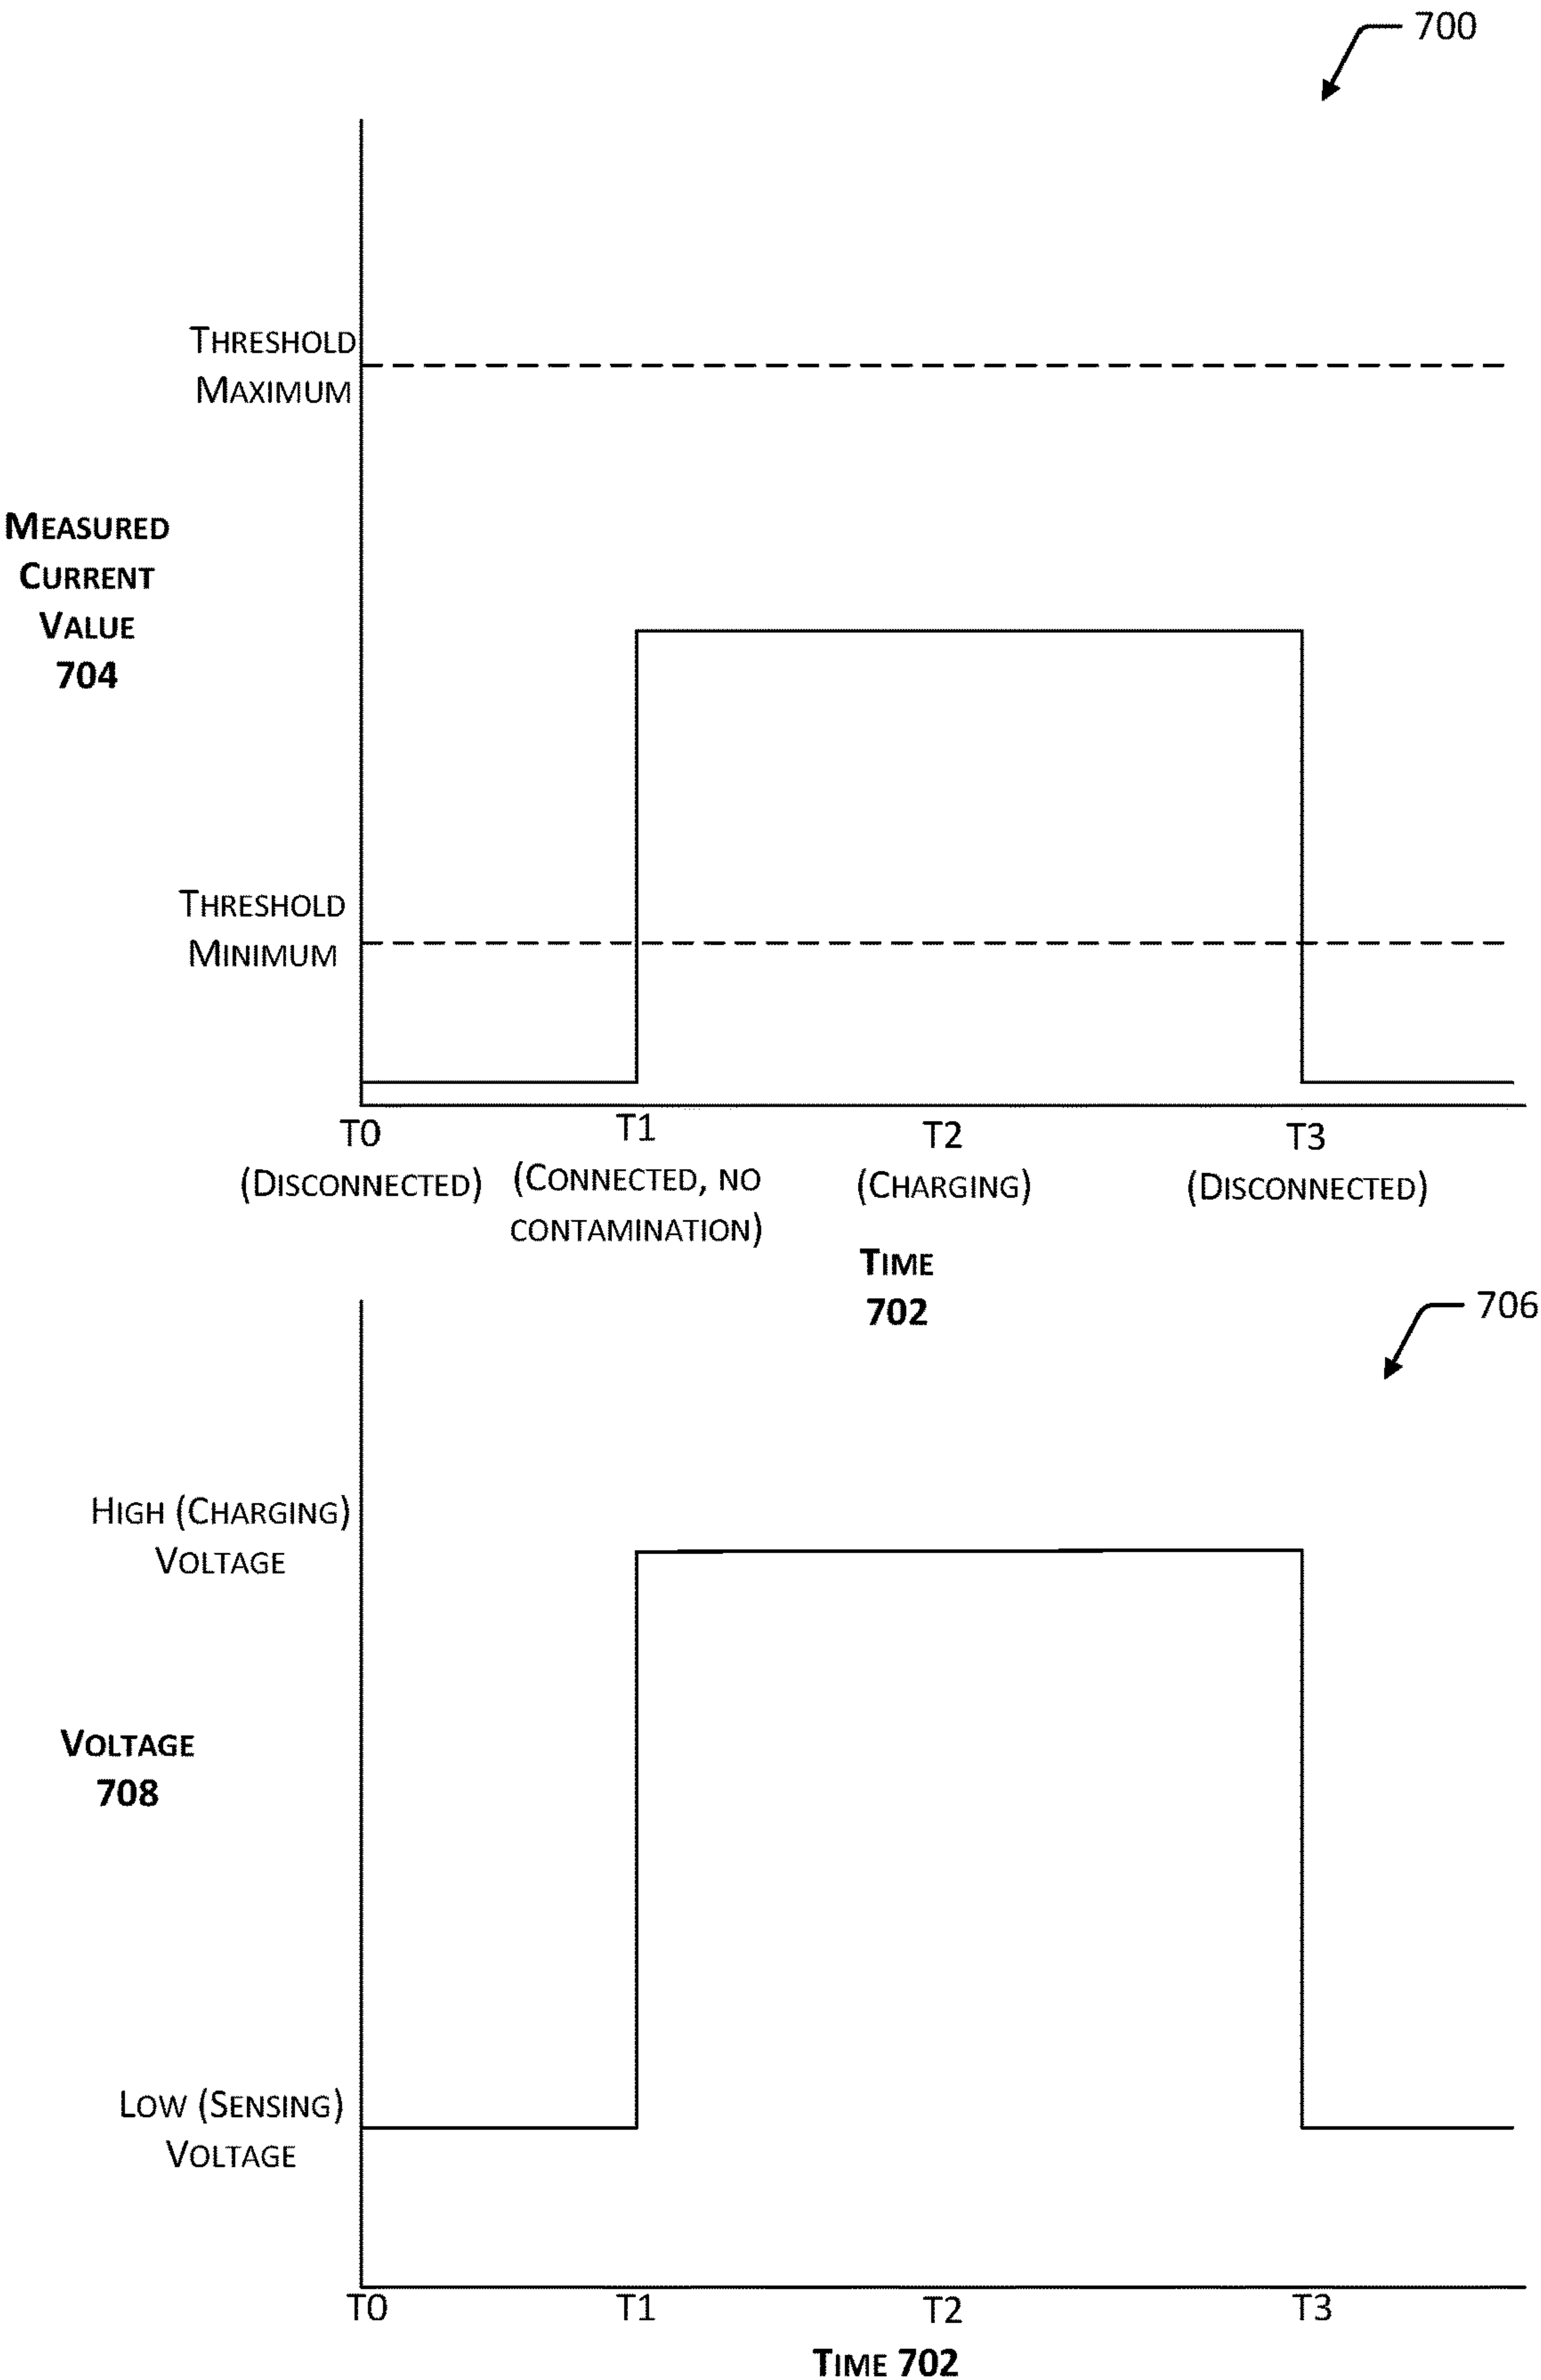 700
THRESHOLD
MAXIMUM
MEASURED
CURRENT
VALUE
704
THRESHOLD
MINIMUM
T0
T1
T2
T3
(DISCONNECTED)
(CONNECTED, NO
CONTAMINATION)
(CHARGING)
(DISCONNECTED)
TIME
702
706
HIGH (CHARGING)
VOLTAGE
VOLTAGE
708
LOW (SENSING)
VOLTAGE
T0
T1
T2
T3
TIME 702